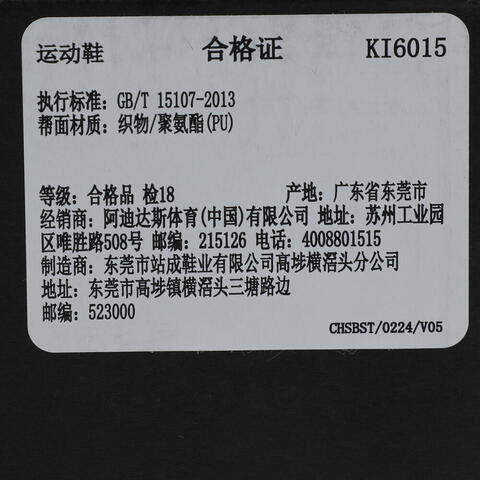 运动鞋 合格证 KI6015
执行标准: GB/T 15107-2013
帮面材质: 织物/聚氨酯(PU)
等级: 合格品 检18 产地: 广东省东莞市
经销商: 阿迪达斯体育(中国)有限公司 地址: 苏州工业园
区唯胜路508号 邮编: 215126 电话: 4008801515
制造商: 东莞市站成鞋业有限公司高埗横滘头分公司
地址: 东莞市高埗镇横滘头三塘路边
邮编: 523000
CHSBST/0224/V05